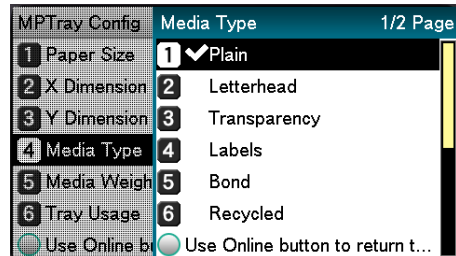 MPTray Config
1 Paper Size
2 X Dimension
3 Y Dimension
4 Media Type
5 Media Weigh
6 Tray Usage
Use Online b
Media Type 1/2 Page
1 Plain
2 Letterhead
3 Transparency
4 Labels
5 Bond
6 Recycled
Use Online button to return t...